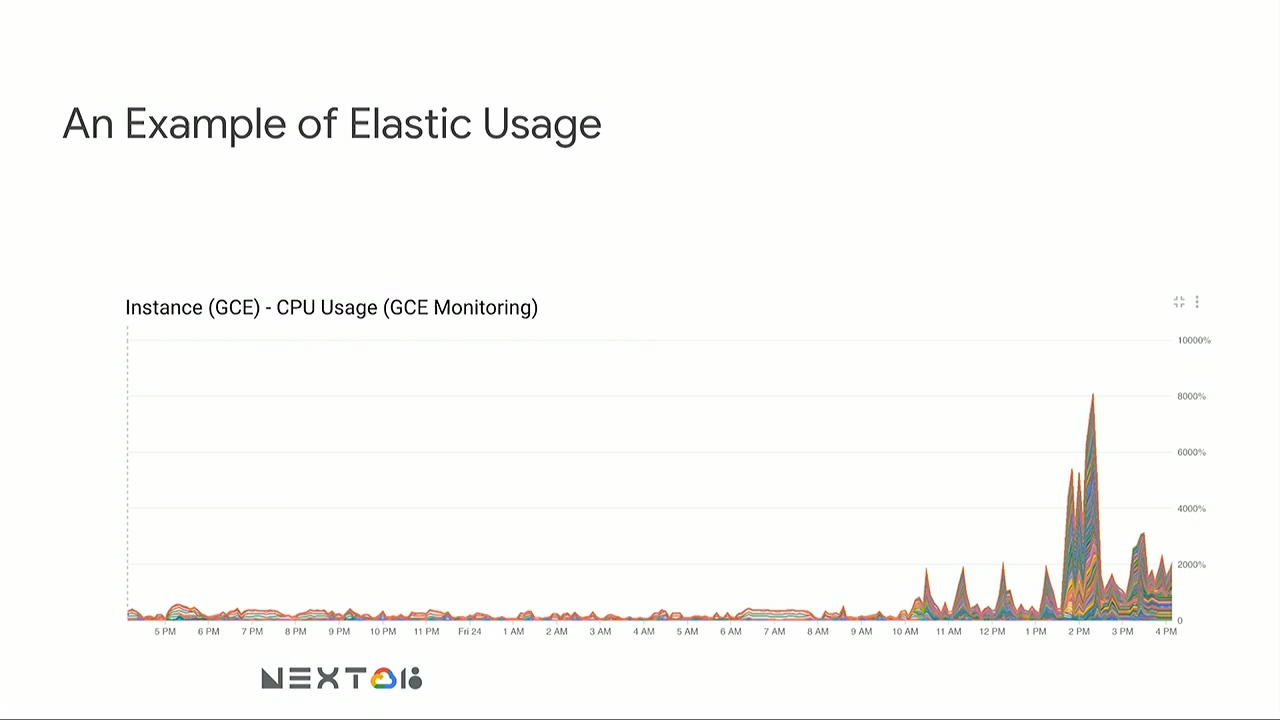 An Example of Elastic Usage
Instance (GCE) - CPU Usage (GCE Monitoring)
10000%
8000%
6000%
4000%
2000%
0
5 PM 6 PM 7 PM 8 PM 9 PM 10 PM 11 PM Fri 24 1 AM 2 AM 3 AM 4 AM 5 AM 6 AM 7 AM 8 AM 9 AM 10 AM 11 AM 12 PM 1 PM 2 PM 3 PM 4 PM
NEXT 18